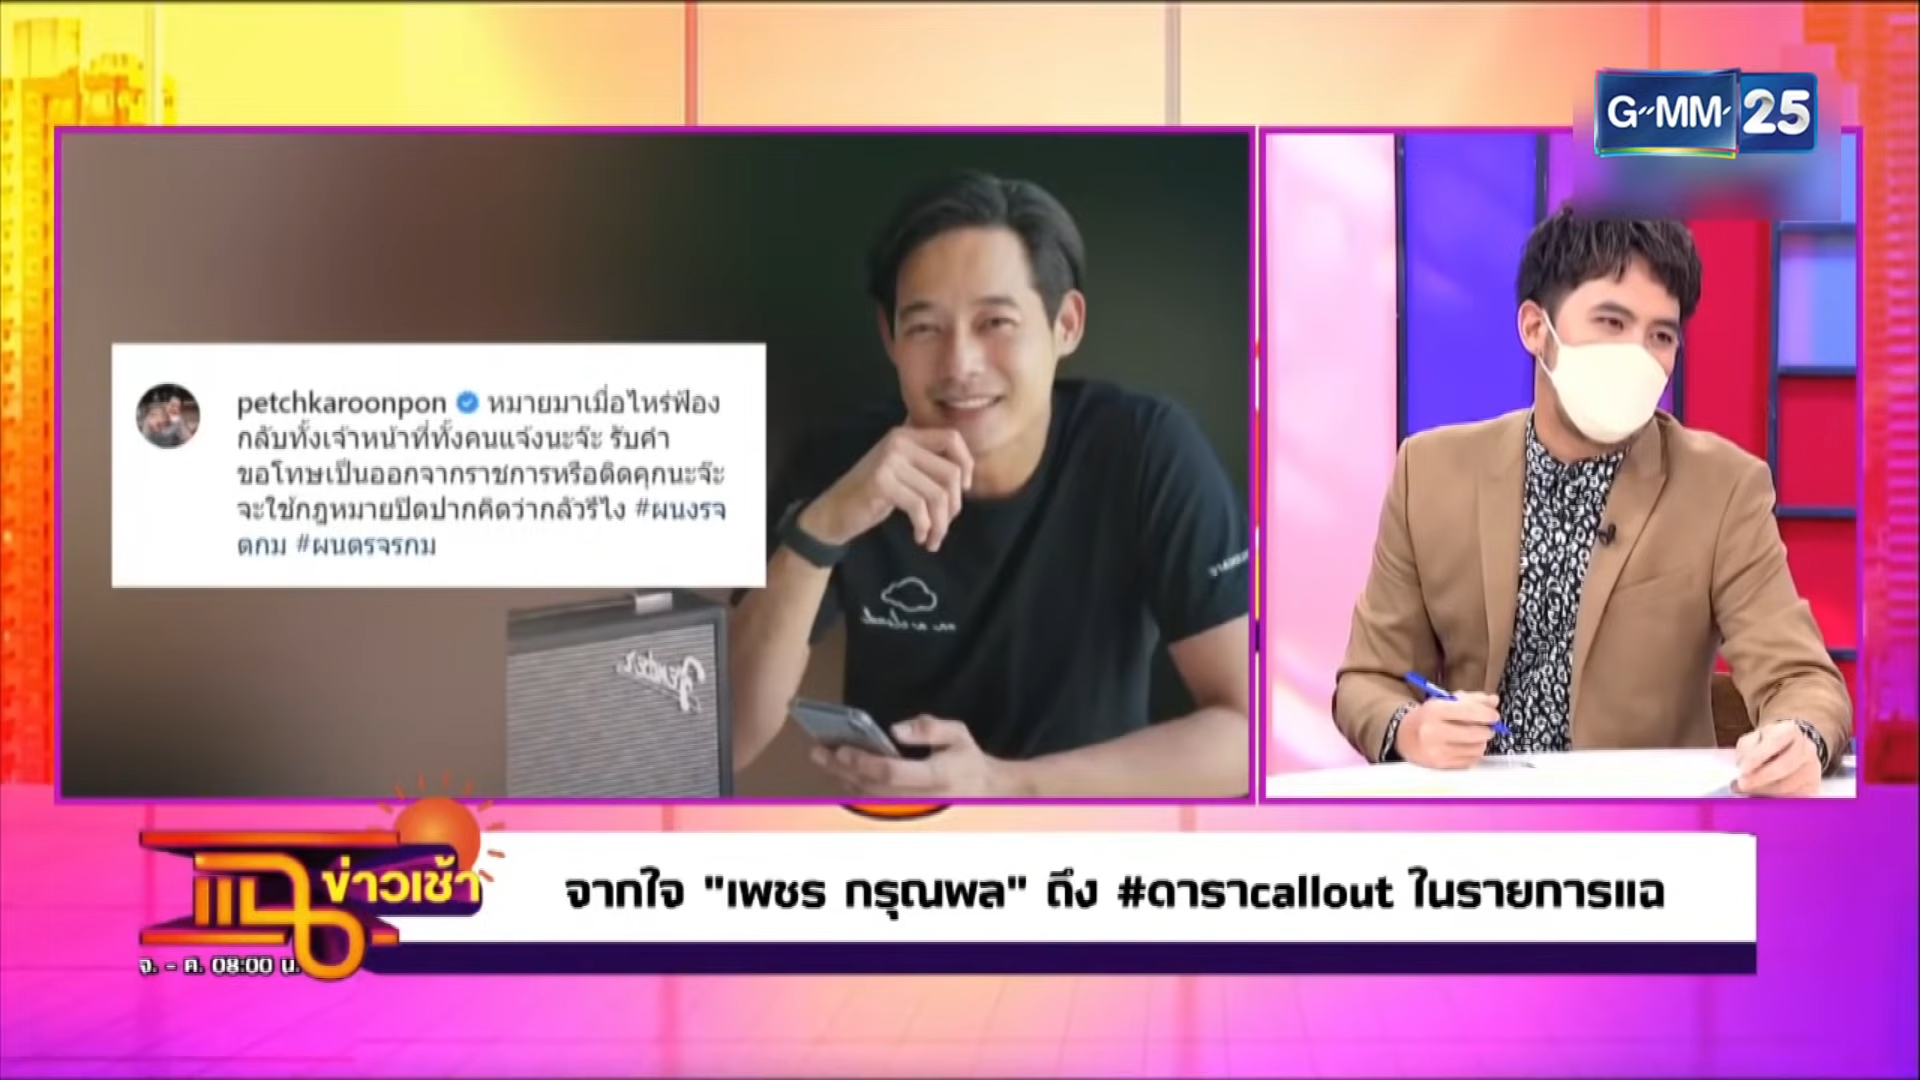 GMM 25
petchkaroonpon หมายมาเมื่อไหร่ฟ้อง
กลับทั้งเจ้าหน้าที่ทั้งคนแจ้งนะจ๊ะ รับคำ
ขอโทษเป็นออกจากราชการหรือติดคุกนะจ๊ะ
จะใช้กฎหมายปิดปากคิดว่ากลัวรึไง #ผนงรจ
ตกม #ผนตรจรกม
Fender
แฉ ข่าวเช้า
จ. - ศ. 08:00 น.
จากใจ "เพชร กรุณพล" ถึง #ดาราcallout ในรายการแฉ